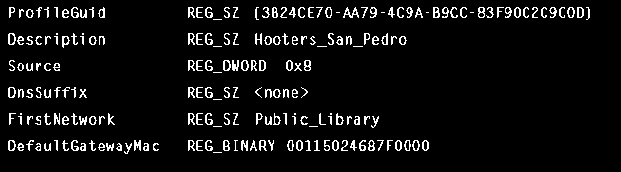 ProfileGuid REG_SZ {3B24CE70-AA79-4C9A-B9CC-83F90C2C9C0D}
Description REG_SZ Hooters_San_Pedro
Source REG_DWORD 0x8
DnsSuffix REG_SZ <none>
FirstNetwork REG_SZ Public_Library
DefaultGatewayMac REG_BINARY 00115024687F0000